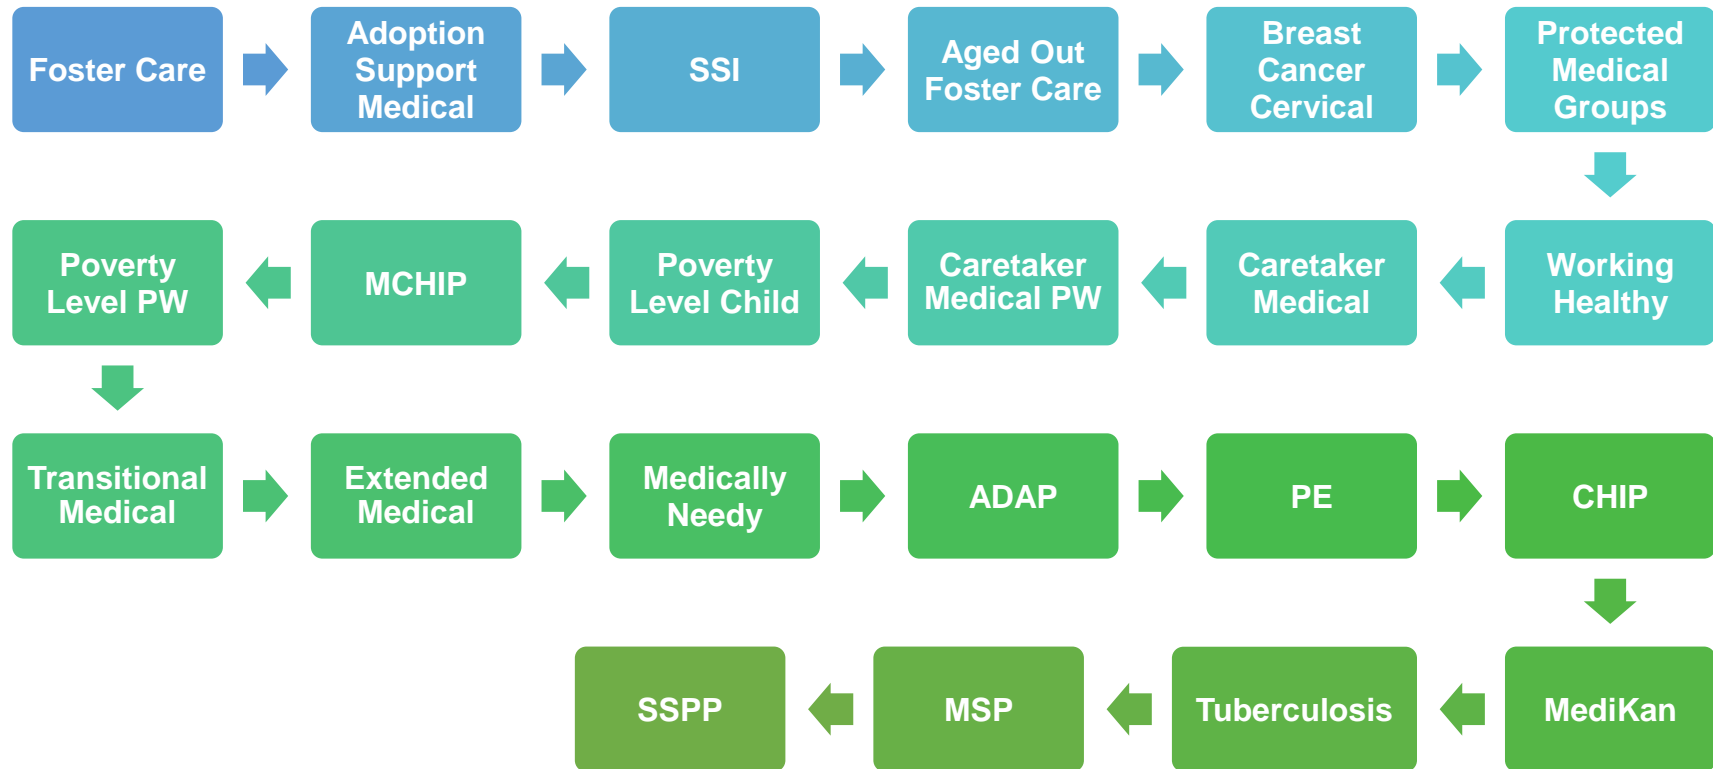 Foster Care
Adoption
Support
Medical
SSI
Aged Out
Foster Care
Breast
Cancer
Cervical
Protected
Medical
Groups
Working
Healthy
Caretaker
Medical
Caretaker
Medical PW
Poverty
Level Child
MCHIP
Poverty
Level PW
Transitional
Medical
Extended
Medical
Medically
Needy
ADAP
PE
CHIP
MediKan
Tuberculosis
MSP
SSPP